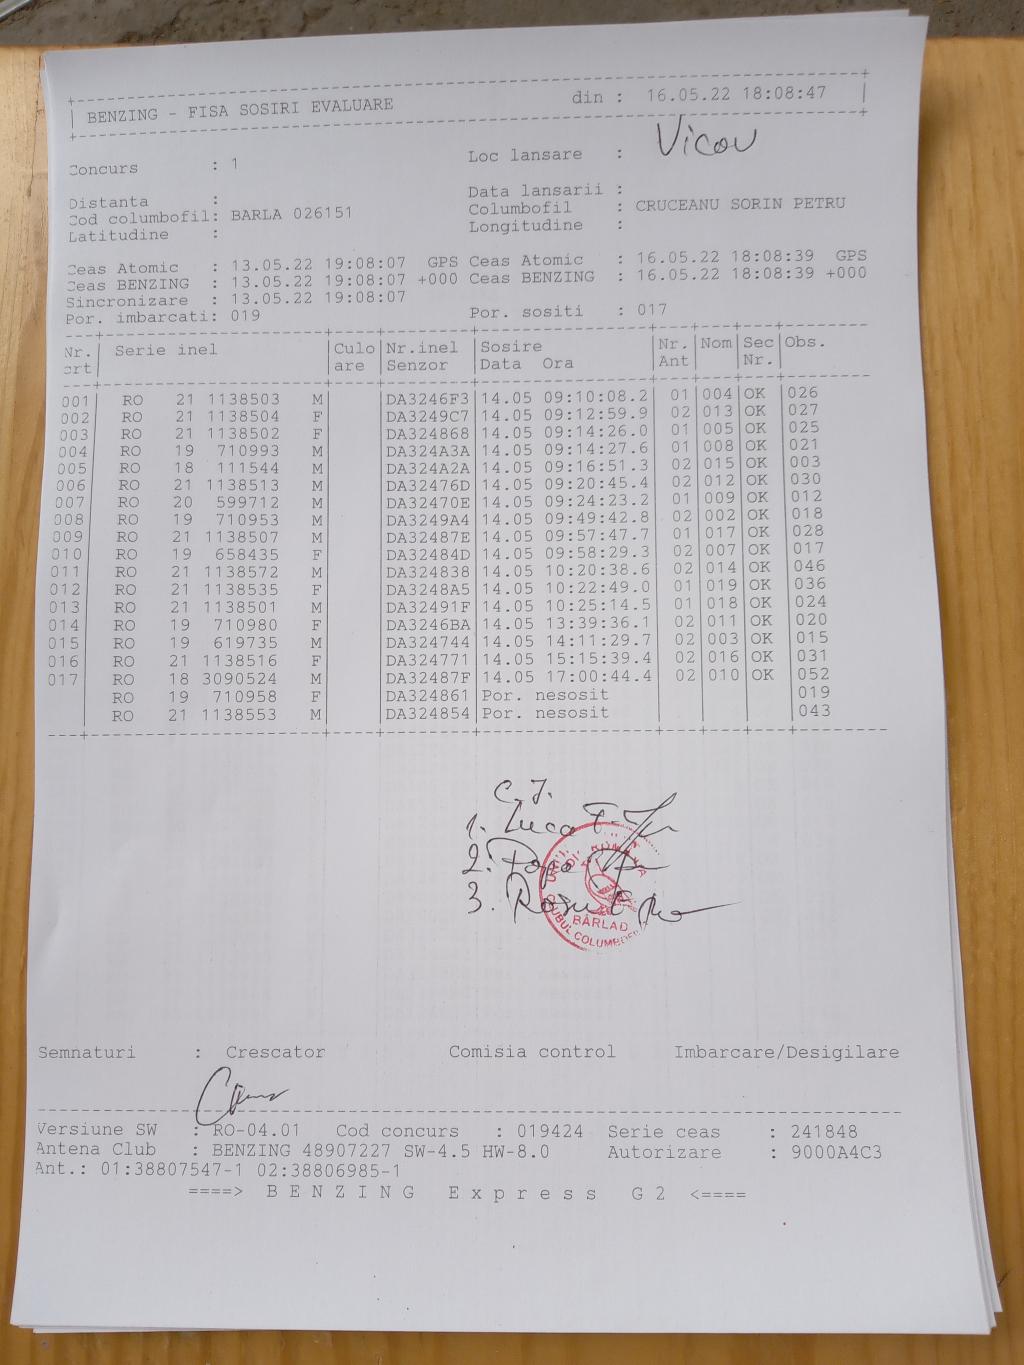 BENZING - FISA SOSIRI EVALUARE din : 16.05.22 18:08:47
Concurs : 1 Loc lansare : Vicov
Distanta : Data lansarii :
Cod columbofil: BARLA 026151 Columbofil : CRUCEANU SORIN PETRU
Latitudine : Longitudine :
Ceas Atomic : 13.05.22 19:08:07 GPS Ceas Atomic : 16.05.22 18:08:39 GPS
Ceas BENZING : 13.05.22 19:08:07 +000 Ceas BENZING : 16.05.22 18:08:39 +000
Sincronizare : 13.05.22 19:08:07
Por. imbarcati: 019 Por. sositi : 017
Nr. Serie inel Culo Nr.inel Sosire Nr. Nom Sec Obs.
crt are Senzor Data Ora Ant Nr.
001 RO 21 1138503 M DA3246F3 14.05 09:10:08.2 01 004 OK 026
002 RO 21 1138504 F DA3249C7 14.05 09:12:59.9 02 013 OK 027
003 RO 21 1138502 F DA324868 14.05 09:14:26.0 01 005 OK 025
004 RO 19 710993 M DA324A3A 14.05 09:14:27.6 01 008 OK 021
005 RO 18 111544 M DA324A2A 14.05 09:16:51.3 02 015 OK 003
006 RO 21 1138513 M DA32476D 14.05 09:20:45.4 02 012 OK 030
007 RO 20 599712 M DA32470E 14.05 09:24:23.2 01 009 OK 012
008 RO 19 710953 M DA3249A4 14.05 09:49:42.8 02 002 OK 018
009 RO 21 1138507 M DA32487E 14.05 09:57:47.7 01 017 OK 028
010 RO 19 658435 F DA32484D 14.05 09:58:29.3 02 007 OK 017
011 RO 21 1138572 M DA324838 14.05 10:20:38.6 02 014 OK 046
012 RO 21 1138535 F DA3248A5 14.05 10:22:49.0 01 019 OK 036
013 RO 21 1138501 M DA32491F 14.05 10:25:14.5 01 018 OK 024
014 RO 19 710980 F DA3246BA 14.05 13:39:36.1 02 011 OK 020
015 RO 19 619735 M DA324744 14.05 14:11:29.7 02 003 OK 015
016 RO 21 1138516 F DA324771 14.05 15:15:39.4 02 016 OK 031
017 RO 18 3090524 M DA32487F 14.05 17:00:44.4 02 010 OK 052
RO 19 710958 F DA324861 Por. nesosit 019
RO 21 1138553 M DA324854 Por. nesosit 043
C.J.
1. Luca
2. Popa
3.
BÂRLAD
Semnaturi : Crescator Comisia control Imbarcare/Desigilare
Versiune SW : RO-04.01 Cod concurs : 019424 Serie ceas : 241848
Antena Club : BENZING 48907227 SW-4.5 HW-8.0 Autorizare : 9000A4C3
Ant.: 01:38807547-1 02:38806985-1
====> B E N Z I N G E x p r e s s G 2 <====